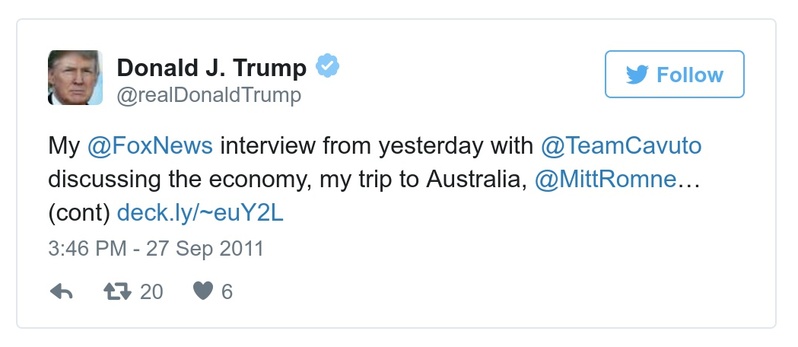 Donald J. Trump
@realDonaldTrump
Follow
My @FoxNews interview from yesterday with @TeamCavuto
discussing the economy, my trip to Australia, @MittRomne…
(cont) deck.ly/~euY2L
3:46 PM - 27 Sep 2011
20 6